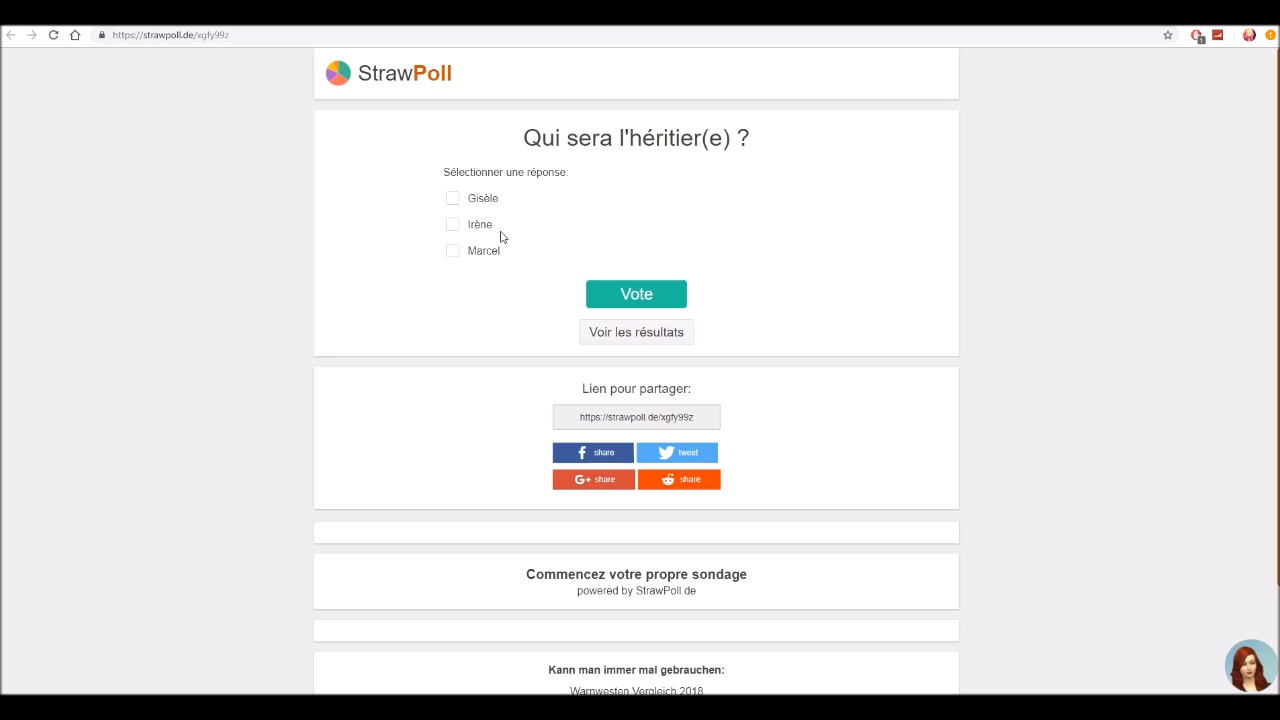 https://strawpoll.de/xgfy99z
1
StrawPoll
Qui sera l'héritier(e) ?
Sélectionner une réponse:
Gisèle
Irène
Marcel
Vote
Voir les résultats
Lien pour partager:
https://strawpoll.de/xgfy99z
share
tweet
G+ share
share
Commencez votre propre sondage
powered by StrawPoll.de
Kann man immer mal gebrauchen:
Warnwesten Vergleich 2018